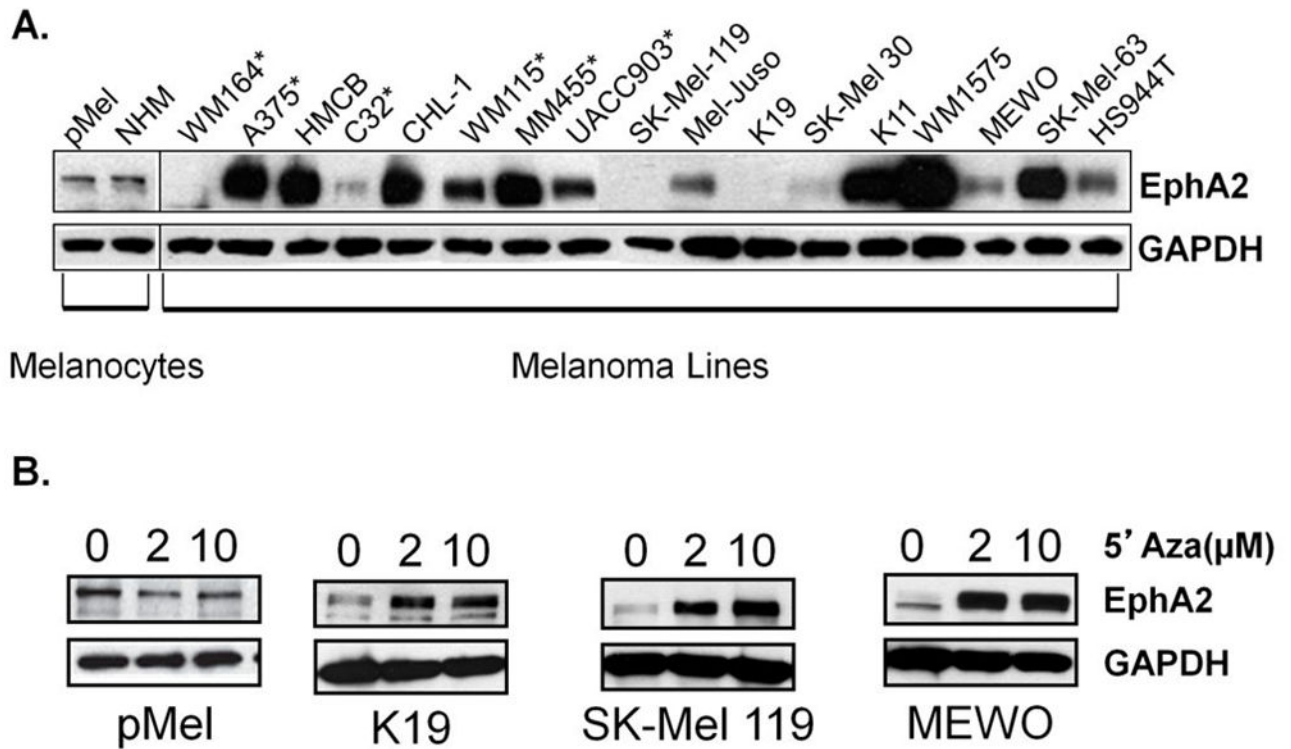 A.
pMel NHM WM164* A375* HMCB C32* CHL-1 WM115* MM455* UACC903* SK-Mel-119 Mel-Juso K19 SK-Mel 30 K11 WM1575 MEWO SK-Mel-63 HS944T
EphA2
GAPDH
Melanocytes Melanoma Lines
B.
0 2 10 0 2 10 0 2 10 0 2 10 5’ Aza(µM)
EphA2
GAPDH
pMel K19 SK-Mel 119 MEWO